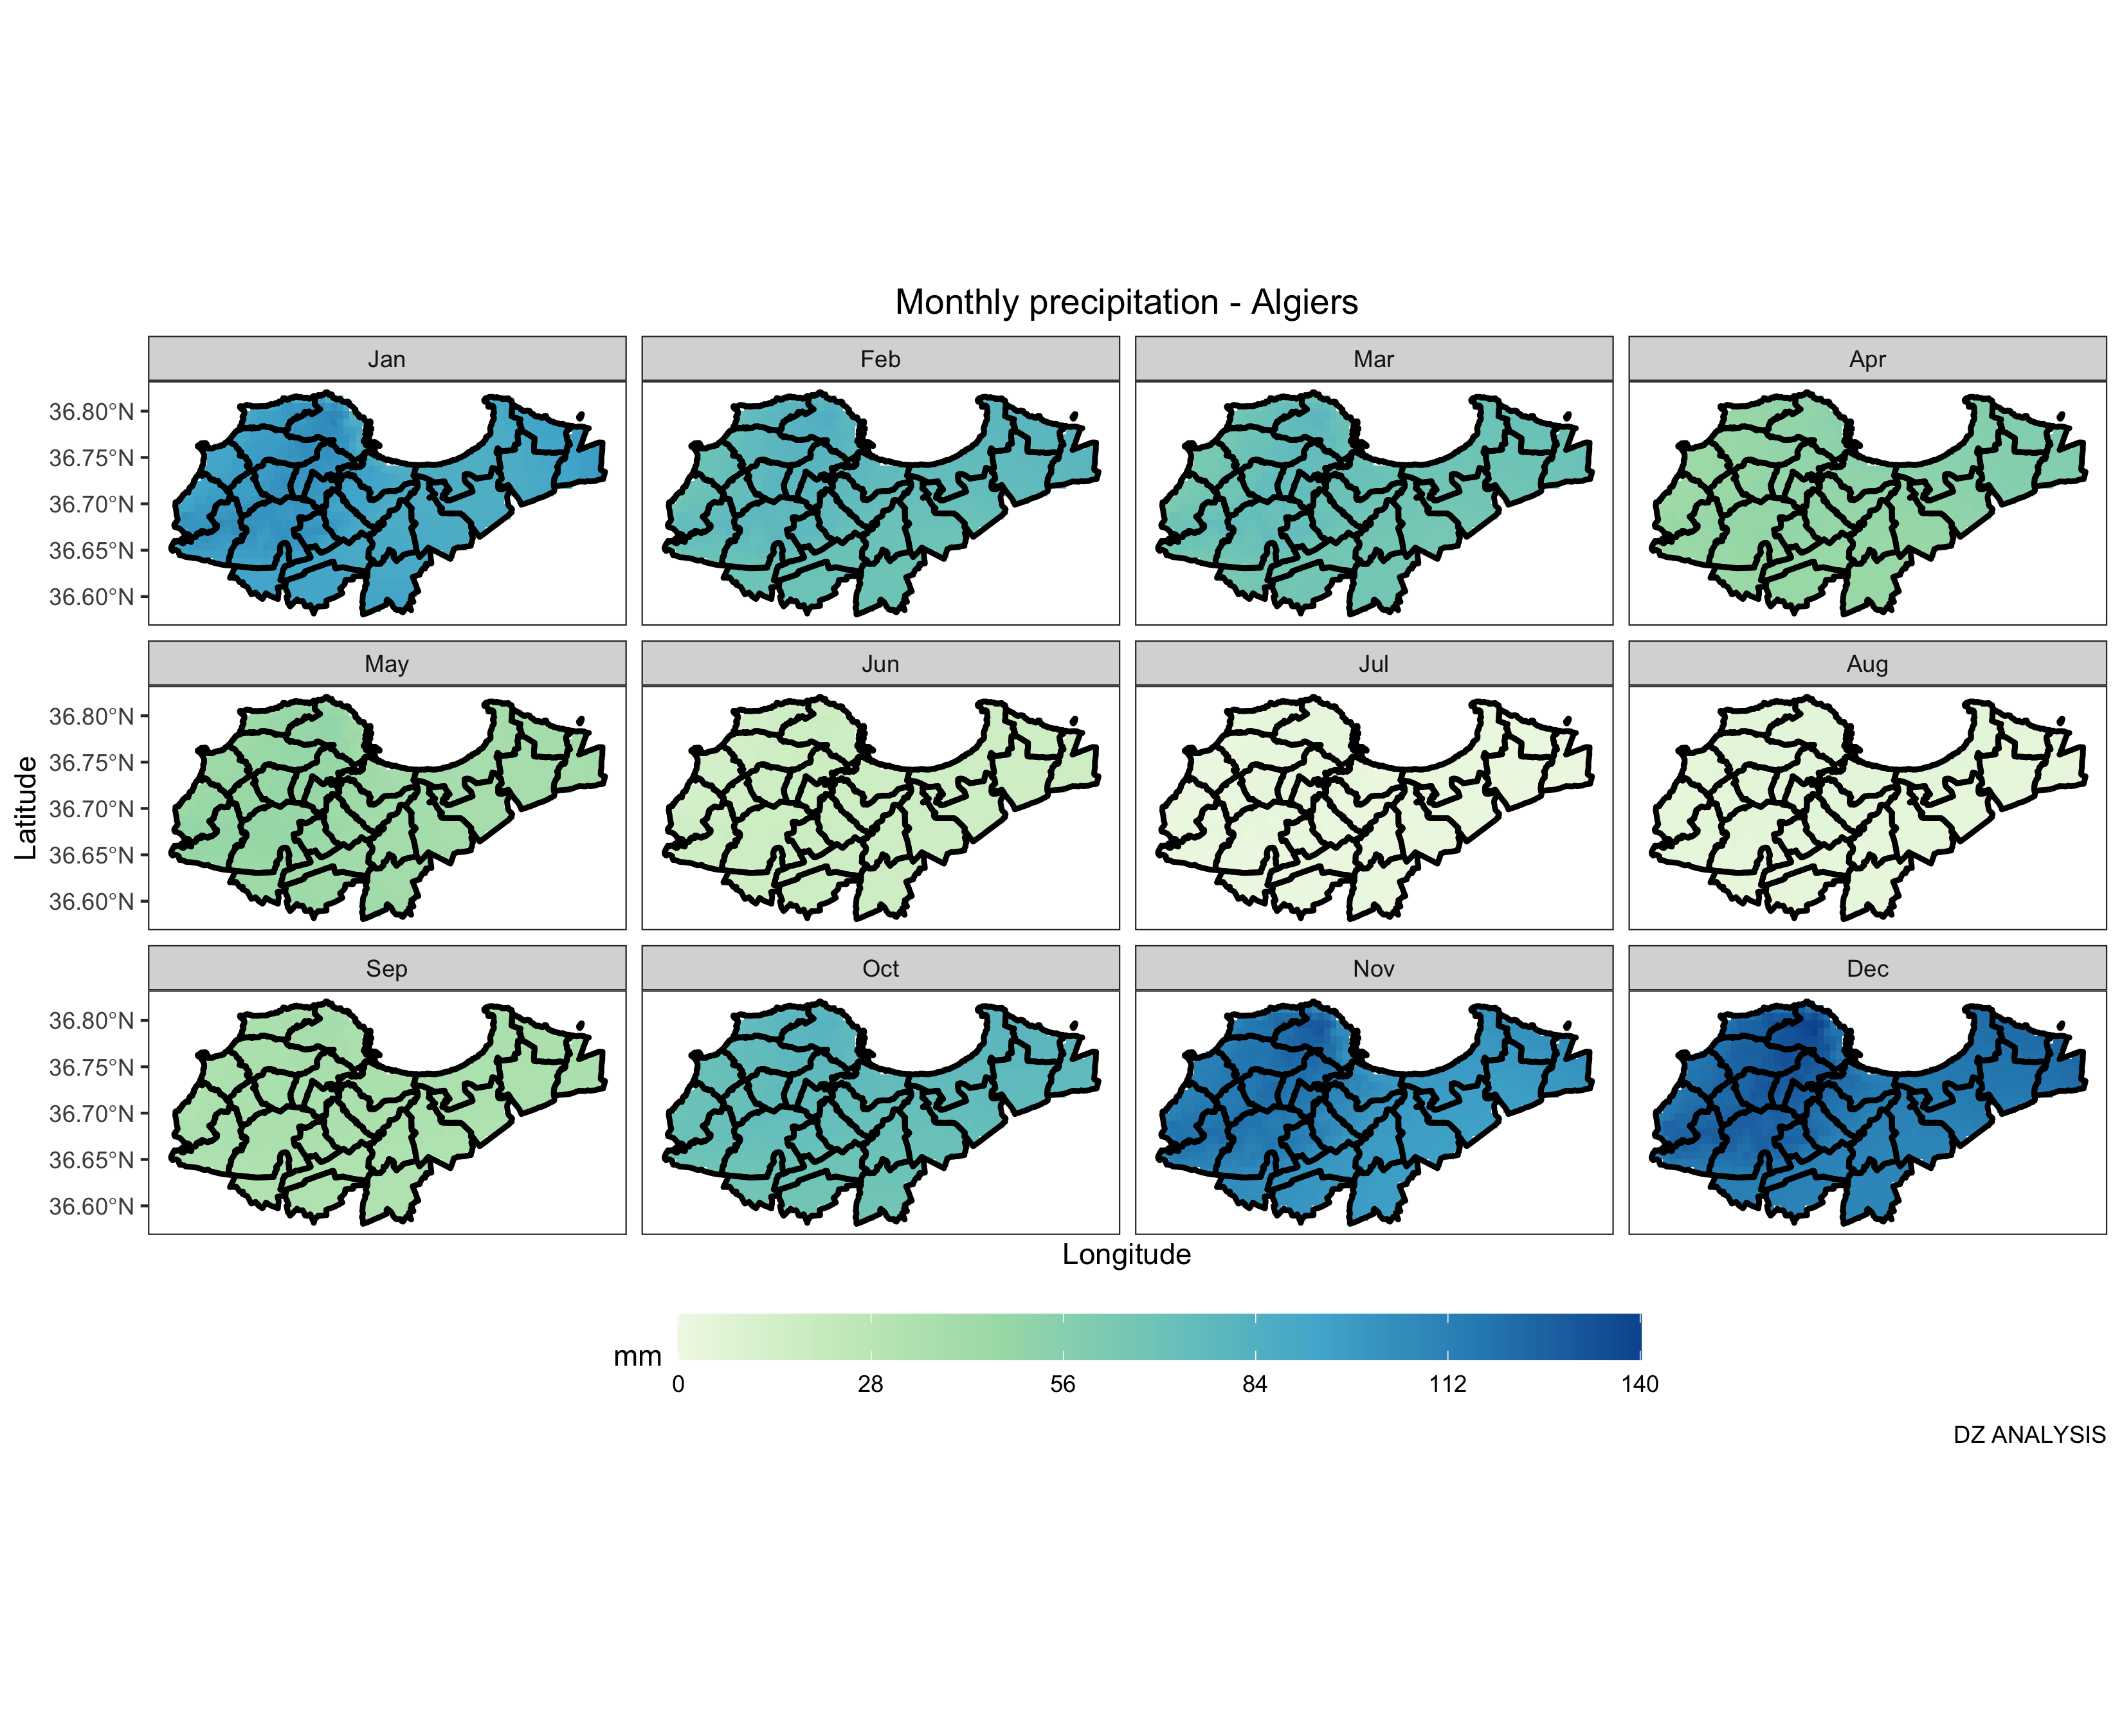 Monthly precipitation - Algiers
Jan
Feb
Mar
Apr
36.80°N
36.75°N
36.70°N
36.65°N
36.60°N
May
Jun
Jul
Aug
36.80°N
36.75°N
36.70°N
36.65°N
36.60°N
Latitude
Sep
Oct
Nov
Dec
36.80°N
36.75°N
36.70°N
36.65°N
36.60°N
Longitude
mm
0 28 56 84 112 140
DZ ANALYSIS